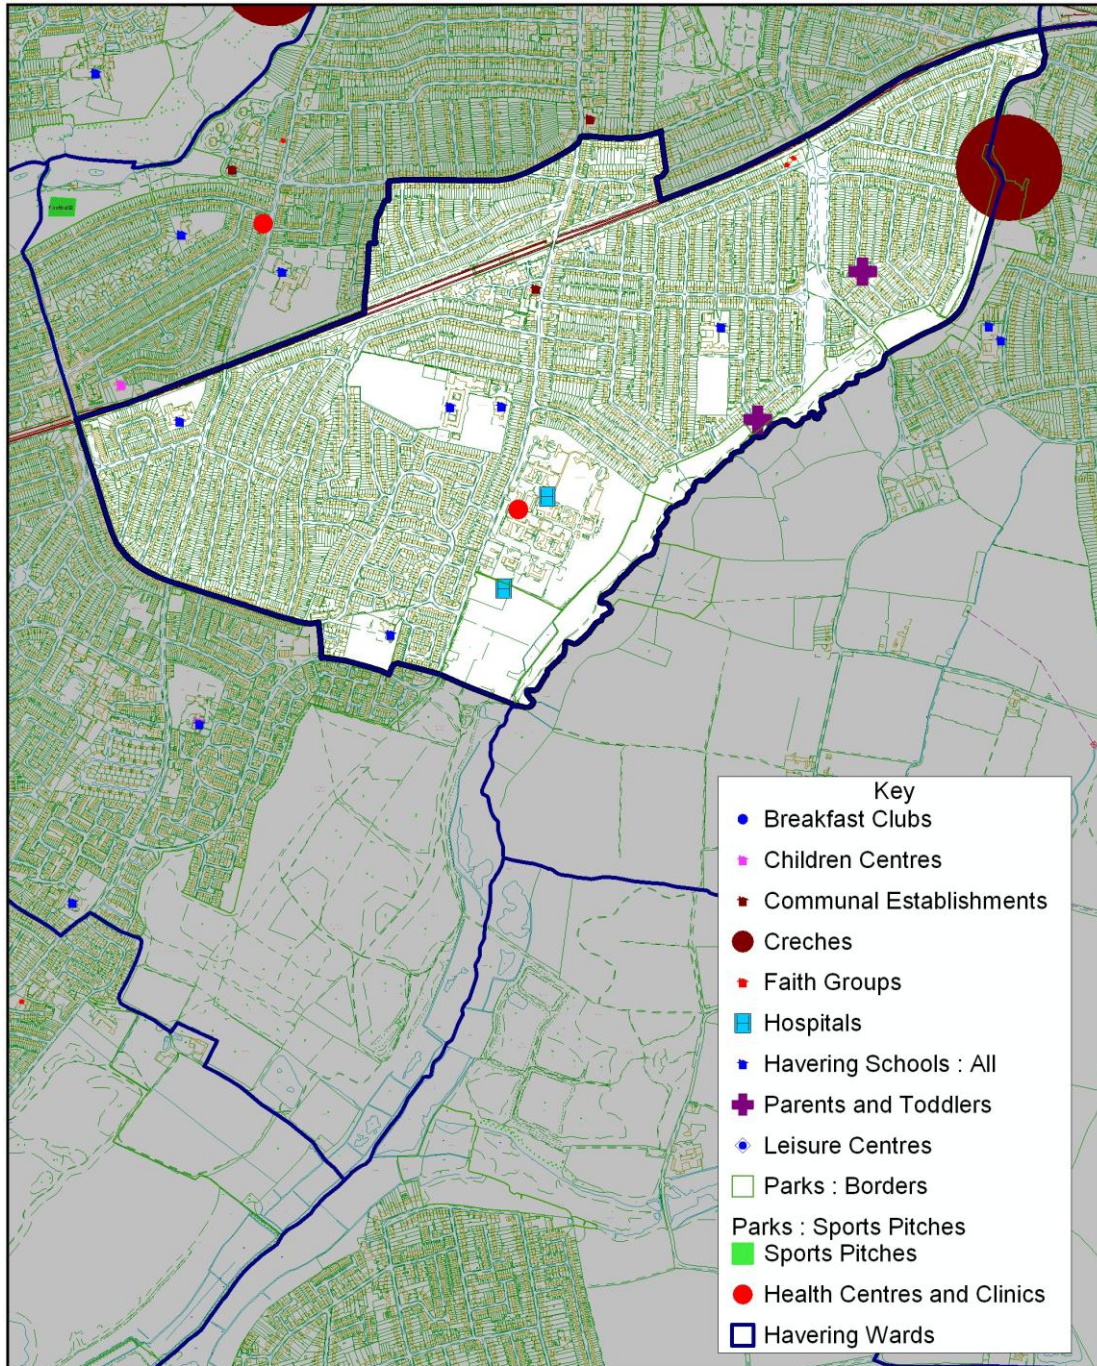 Key
Breakfast Clubs
Children Centres
Communal Establishments
Creches
Faith Groups
Hospitals
Havering Schools : All
Parents and Toddlers
Leisure Centres
Parks : Borders
Parks : Sports Pitches
Sports Pitches
Health Centres and Clinics
Havering Wards